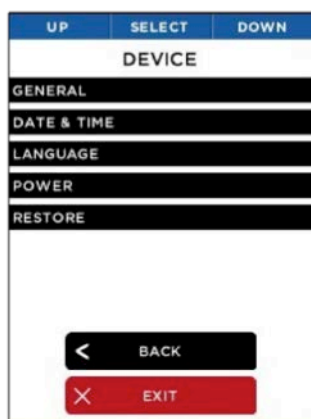 UP SELECT DOWN
DEVICE
GENERAL
DATE & TIME
LANGUAGE
POWER
RESTORE
< BACK
X EXIT